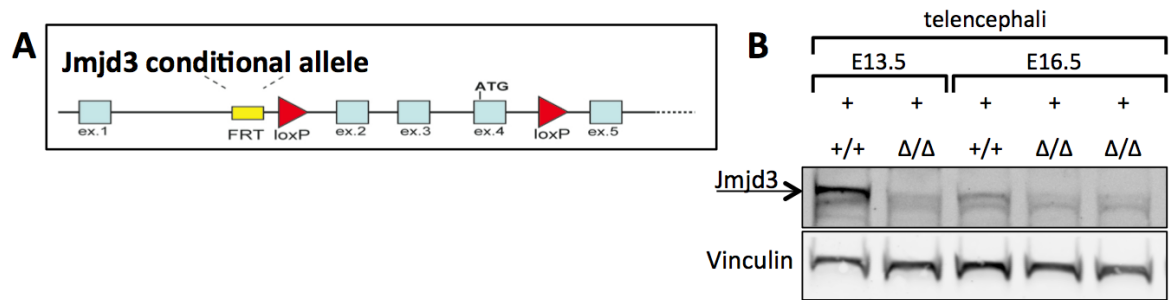 A
Jmjd3 conditional allele
ATG
ex.1 FRT loxP ex.2 ex.3 ex.4 loxP ex.5
B
telencephali
E13.5 E16.5
+ + + + +
+/+ Δ/Δ +/+ Δ/Δ Δ/Δ
Jmjd3
Vinculin